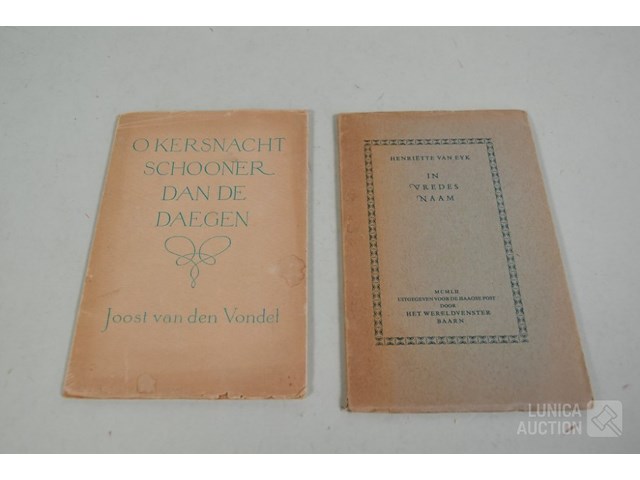 O KERSNACHT
SCHOONER
DAN DE
DAEGEN
Joost van den Vondel
HENRIËTTE VAN EYK
IN
VREDES
NAAM
MCMLII
UITGEGEVEN VOOR DE HAAGSE POST
DOOR
HET WERELDVENSTER
BAARN
LUNICA
AUCTION